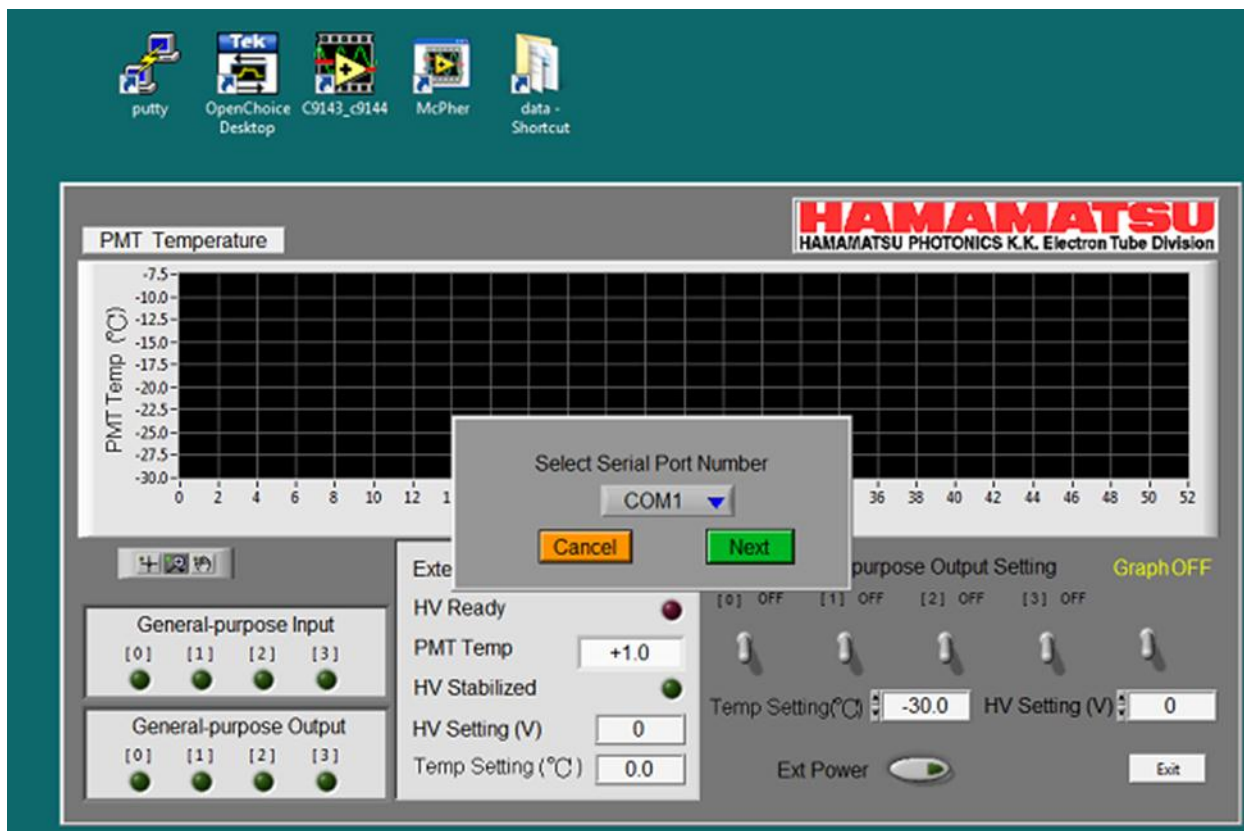 putty
OpenChoice
Desktop
Tek
C9143_c9144
McPher
data -
Shortcut
HAMAMATSU
HAMAMATSU PHOTONICS K.K. Electron Tube Division
PMT Temperature
PMT Temp (°C)
-7.5
-10.0
-12.5
-15.0
-17.5
-20.0
-22.5
-25.0
-27.5
-30.0
0 2 4 6 8 10 12 1 36 38 40 42 44 46 48 50 52
Select Serial Port Number
COM1
Cancel Next
Exte
HV Ready
PMT Temp +1.0
HV Stabilized
HV Setting (V) 0
Temp Setting (°C) 0.0
General-purpose Input
[0] [1] [2] [3]
General-purpose Output
[0] [1] [2] [3]
purpose Output Setting GraphOFF
[0] OFF [1] OFF [2] OFF [3] OFF
Temp Setting(°C) -30.0 HV Setting (V) 0
Ext Power
Exit